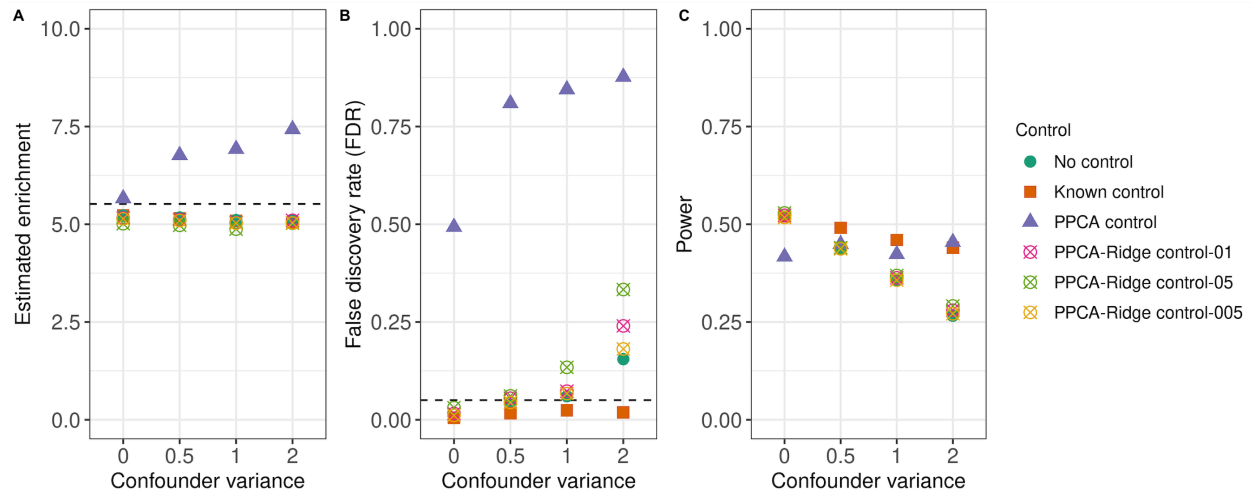 A
Estimated enrichment
10.0
7.5
5.0
2.5
0.0
0 0.5 1 2
Confounder variance
B
False discovery rate (FDR)
1.00
0.75
0.50
0.25
0.00
0 0.5 1 2
Confounder variance
C
Power
1.00
0.75
0.50
0.25
0.00
0 0.5 1 2
Confounder variance
Control
No control
Known control
PPCA control
PPCA-Ridge control-01
PPCA-Ridge control-05
PPCA-Ridge control-005